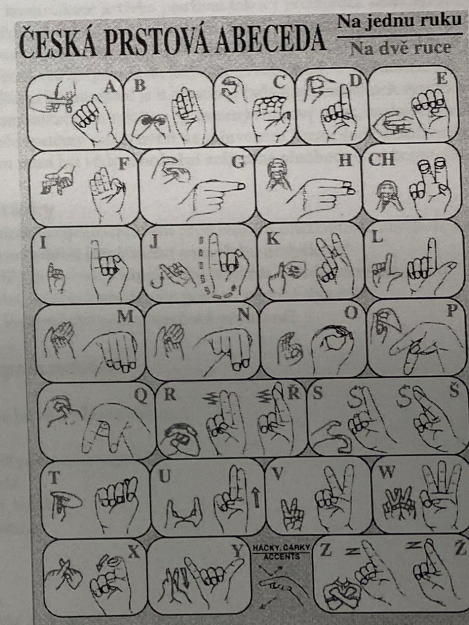 ČESKÁ PRSTOVÁ ABECEDA
Na jednu ruku
Na dvě ruce
A B C D E
F G H CH
I J K L
M N O P
Q R Ř S Š
T U V W
X Y HÁČKY, ČÁRKY Z Ž
ACCENTS